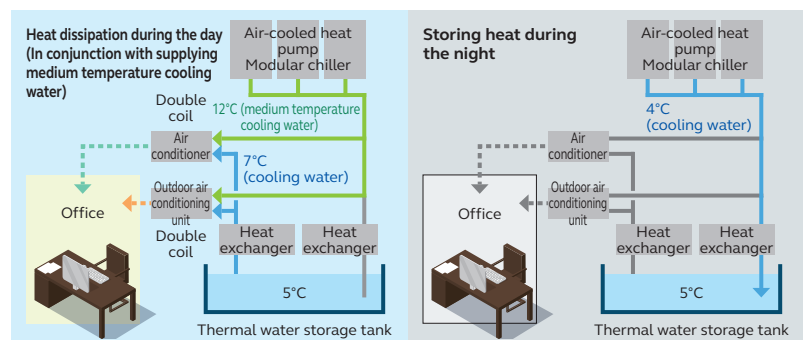 Heat dissipation during the day
(In conjunction with supplying
medium temperature cooling
water)
Air-cooled heat
pump
Modular chiller
Double
coil
12°C (medium temperature
cooling water)
Air
conditioner
7°C
(cooling water)
Outdoor air
conditioning
unit
Office
Double
coil
Heat
exchanger
Heat
exchanger
5°C
Thermal water storage tank
Storing heat during
the night
Air-cooled heat
pump
Modular chiller
4°C
(cooling water)
Air
conditioner
Outdoor air
conditioning
unit
Office
Heat
exchanger
Heat
exchanger
5°C
Thermal water storage tank